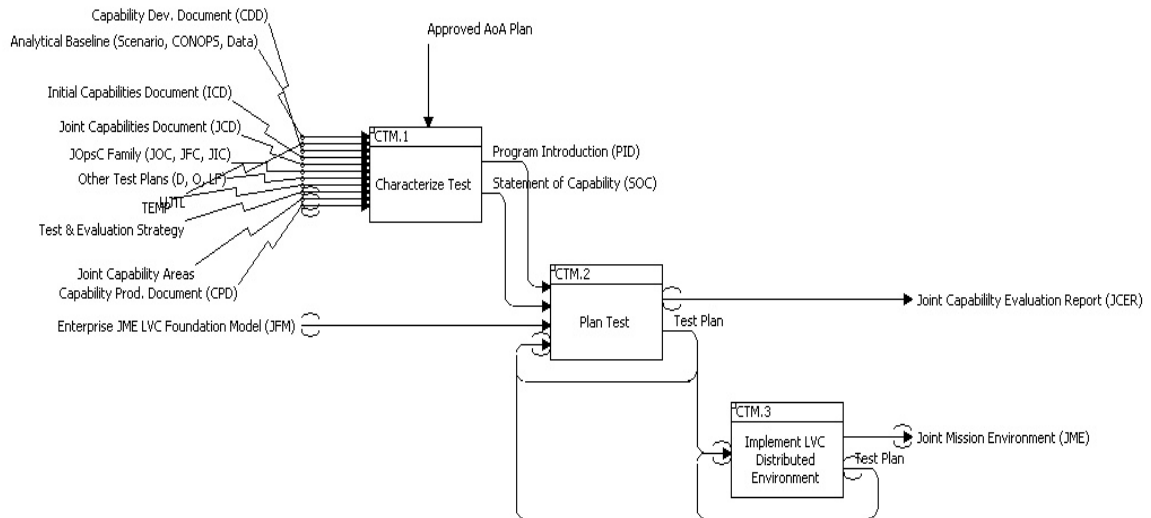 Capability Dev. Document (CDD)
Analytical Baseline (Scenario, CONOPS, Data)
Approved AoA Plan
Initial Capabilities Document (ICD)
Joint Capabilities Document (JCD)
JOpsC Family (JOC, JFC, JIC)
Other Test Plans (D, O, LF)
UJTL
TEMP
Test & Evaluation Strategy
Joint Capability Areas
Capability Prod. Document (CPD)
Enterprise JME LVC Foundation Model (JFM)
CTM.1
Characterize Test
Program Introduction (PID)
Statement of Capability (SOC)
CTM.2
Plan Test
Joint Capablilty Evaluation Report (JCER)
Test Plan
CTM.3
Implement LVC
Distributed
Environment
Joint Mission Environment (JME)
Test Plan